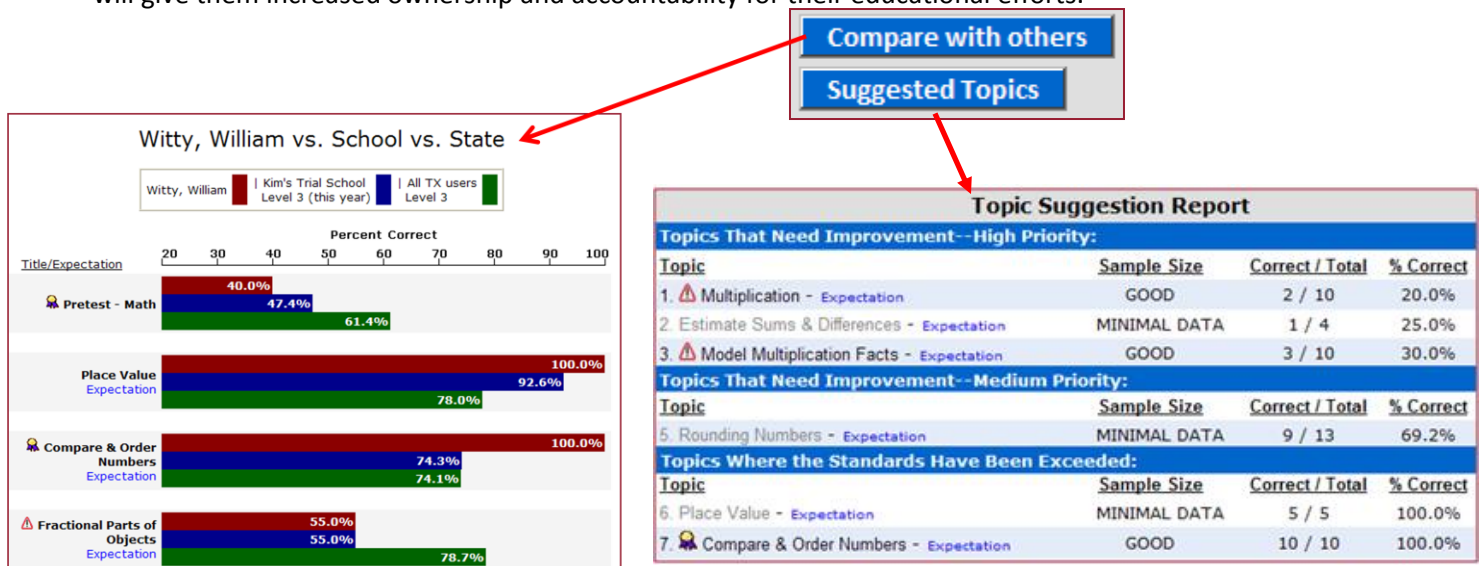 will give them increased ownership and accountability for their educational efforts.
Compare with others
Suggested Topics
Witty, William vs. School vs. State
Witty, William | Kim's Trial School | All TX users
Level 3 (this year) Level 3
Percent Correct
Title/Expectation 20 30 40 50 60 70 80 90 100
40.0%
Pretest - Math 47.4%
61.4%
100.0%
Place Value 92.6%
Expectation 78.0%
Compare & Order 100.0%
Numbers 74.3%
Expectation 74.1%
Fractional Parts of 55.0%
Objects 55.0%
Expectation 78.7%
Topic Suggestion Report
Topics That Need Improvement--High Priority:
Topic Sample Size Correct / Total % Correct
1. Multiplication - Expectation GOOD 2 / 10 20.0%
2. Estimate Sums & Differences - Expectation MINIMAL DATA 1 / 4 25.0%
3. Model Multiplication Facts - Expectation GOOD 3 / 10 30.0%
Topics That Need Improvement--Medium Priority:
Topic Sample Size Correct / Total % Correct
5. Rounding Numbers - Expectation MINIMAL DATA 9 / 13 69.2%
Topics Where the Standards Have Been Exceeded:
Topic Sample Size Correct / Total % Correct
6. Place Value - Expectation MINIMAL DATA 5 / 5 100.0%
7. Compare & Order Numbers - Expectation GOOD 10 / 10 100.0%